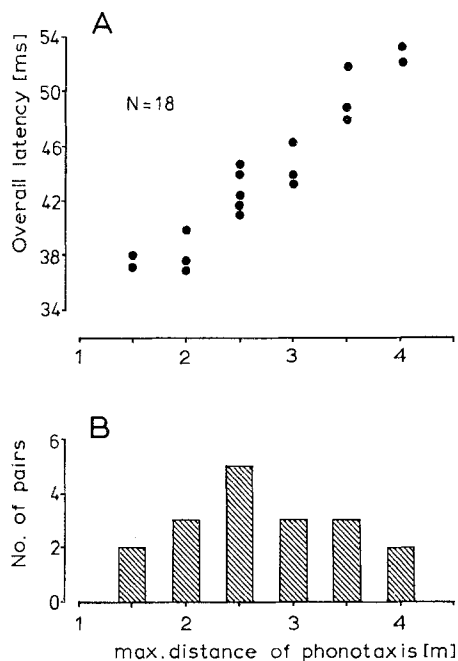 A
Overall latency [ms]
54
50
46
42
38
34
N=18
1 2 3 4
B
No. of pairs
6
4
2
0
1 2 3 4
max. distance of phonotaxis [m]